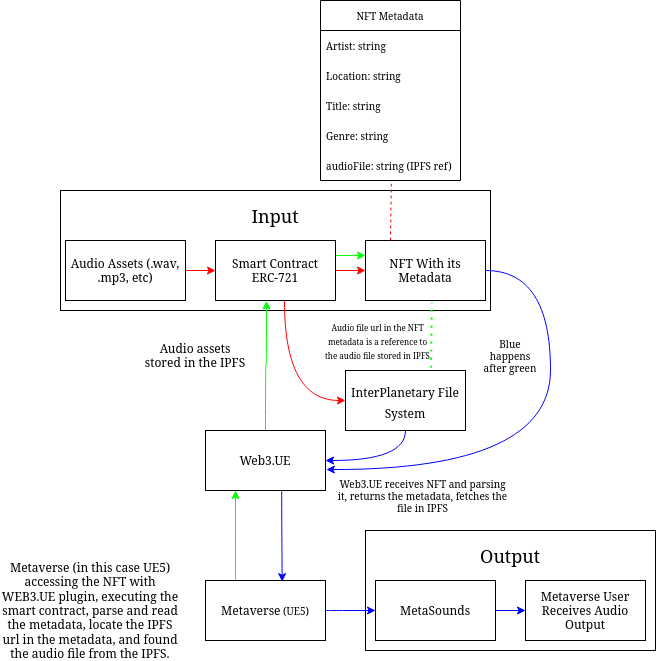 NFT Metadata
Artist: string
Location: string
Title: string
Genre: string
audioFile: string (IPFS ref)
Input
Audio Assets (.wav,
.mp3, etc)
Smart Contract
ERC-721
NFT With its
Metadata
Audio assets
stored in the IPFS
Audio file url in the NFT
metadata is a reference to
the audio file stored in IPFS
Blue
happens
after green
InterPlanetary File
System
Web3.UE
Web3.UE receives NFT and parsing
it, returns the metadata, fetches the
file in IPFS
Metaverse (in this case UE5)
accessing the NFT with
WEB3.UE plugin, executing the
smart contract, parse and read
the metadata, locate the IPFS
url in the metadata, and found
the audio file from the IPFS.
Metaverse (UE5)
Output
MetaSounds
Metaverse User
Receives Audio
Output